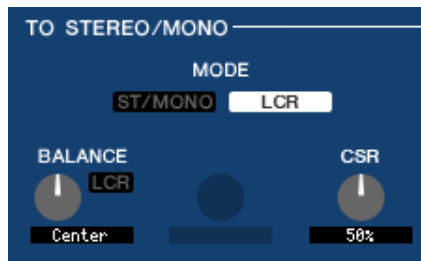 TO STEREO/MONO
MODE
ST/MONO LCR
BALANCE CSR
LCR
Center 50%